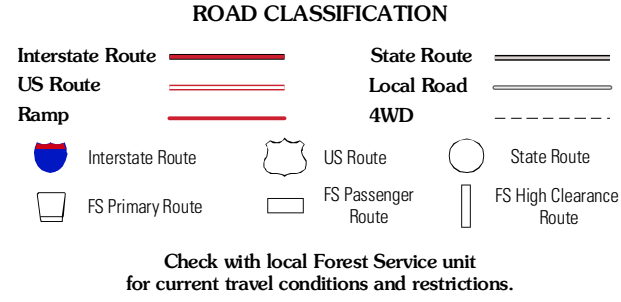 ROAD CLASSIFICATION
Interstate Route
State Route
US Route
Local Road
Ramp
4WD
Interstate Route
US Route
State Route
FS Primary Route
FS Passenger
Route
FS High Clearance
Route
Check with local Forest Service unit
for current travel conditions and restrictions.